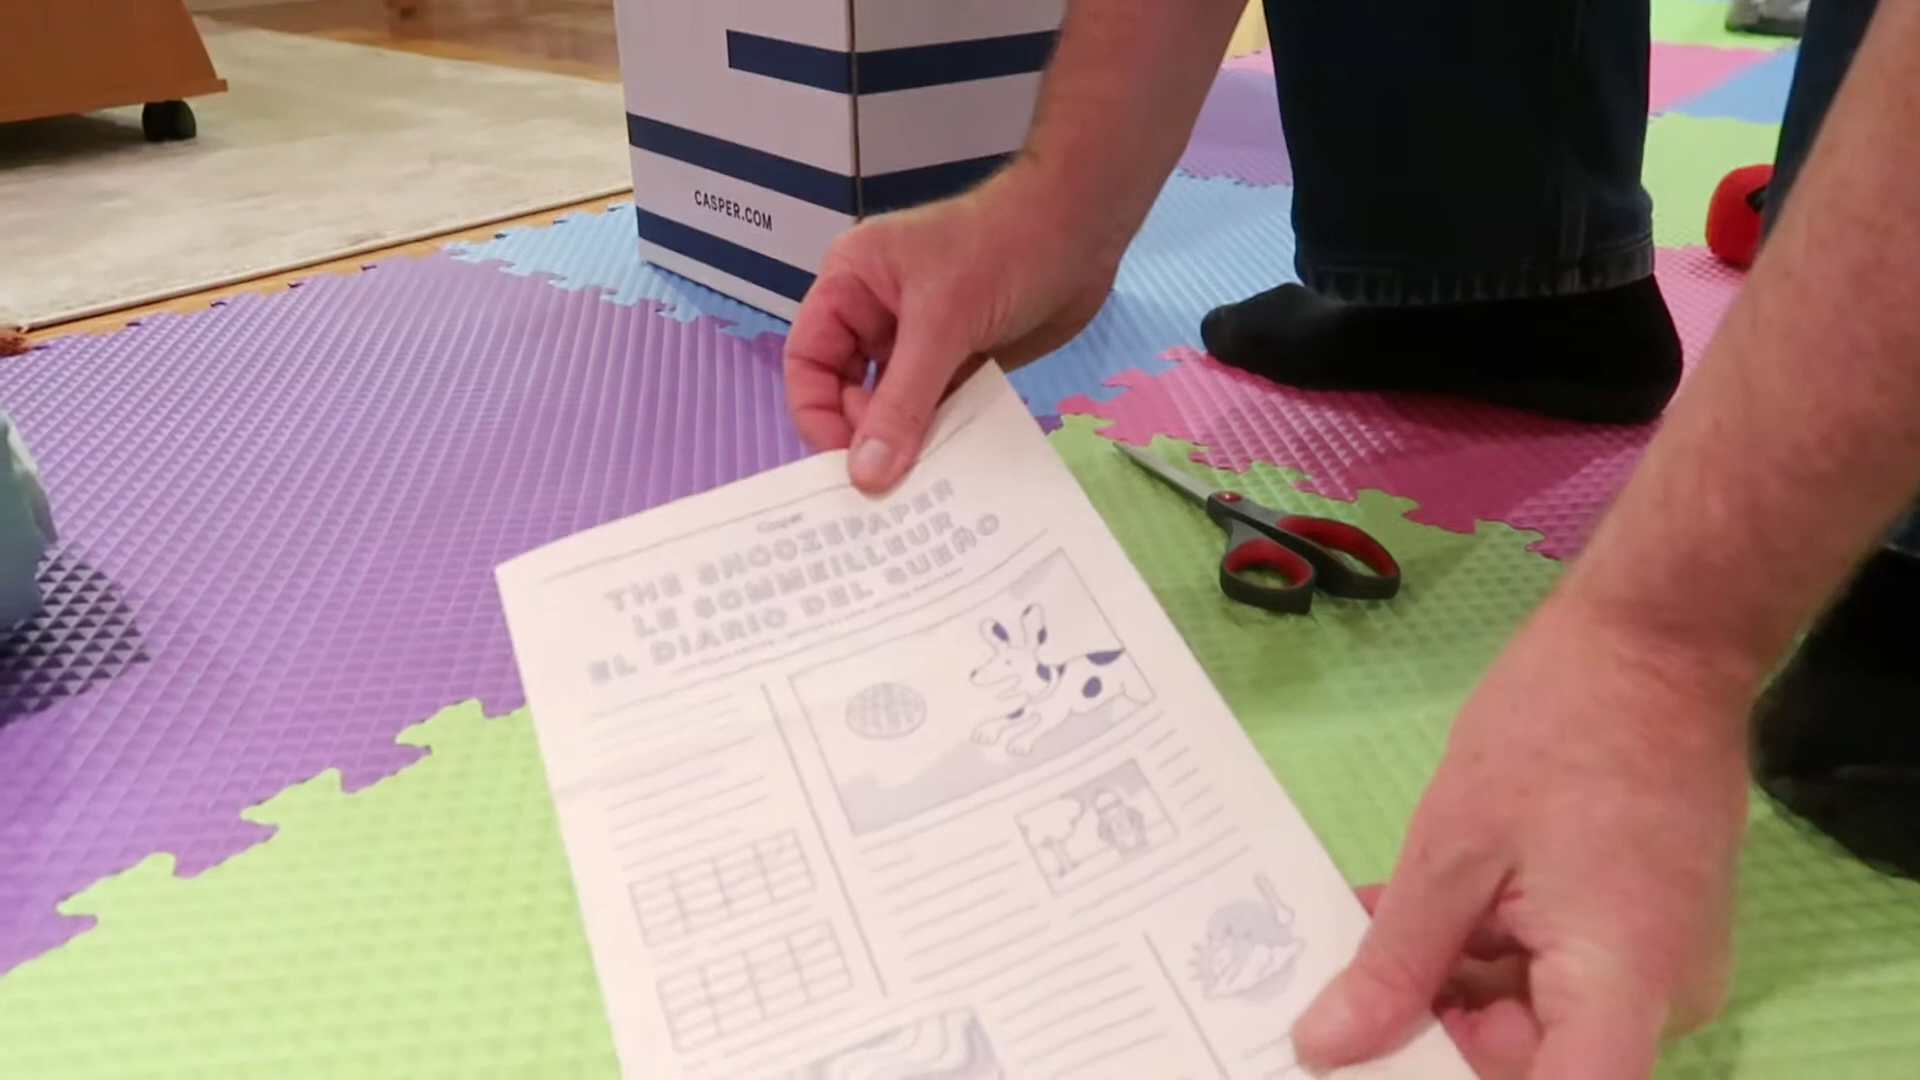 CASPER.COM
Casper
THE SNOOZEPAPER
LE SOMMEILLEUR
EL DIARIO DEL SUEÑO